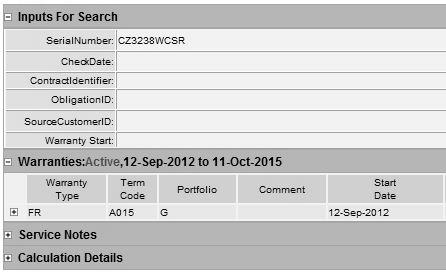 Inputs For Search
SerialNumber: CZ3238WCSR
CheckDate:
ContractIdentifier:
ObligationID:
SourceCustomerID:
Warranty Start:
Warranties:Active,12-Sep-2012 to 11-Oct-2015
Warranty Type Term Code Portfolio Comment Start Date
FR A015 G 12-Sep-2012
Service Notes
Calculation Details